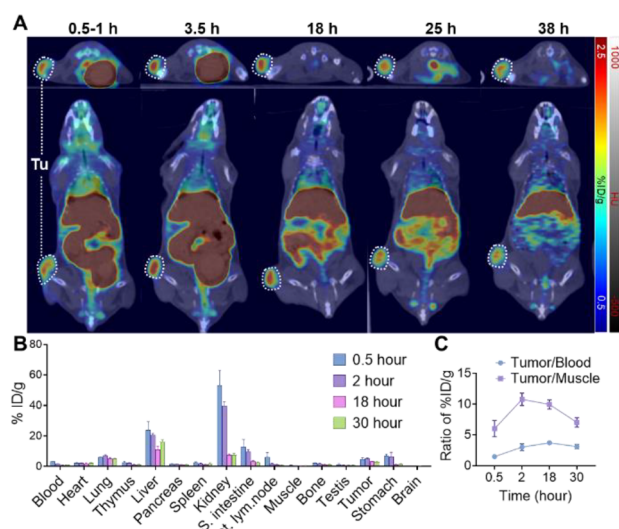 A
0.5-1 h
3.5 h
18 h
25 h
38 h
Tu
2.5
%ID/g
0.5
1000
HU
B
80
60
40
20
0
% ID/g
0.5 hour
2 hour
18 hour
30 hour
Blood
Heart
Lung
Thymus
Liver
Pancreas
Spleen
Kidney
S. intestine
lym.node
Muscle
Bone
Testis
Tumor
Stomach
Brain
C
Tumor/Blood
Tumor/Muscle
15
10
5
0
Ratio of %ID/g
0.5
2
18
30
Time (hour)